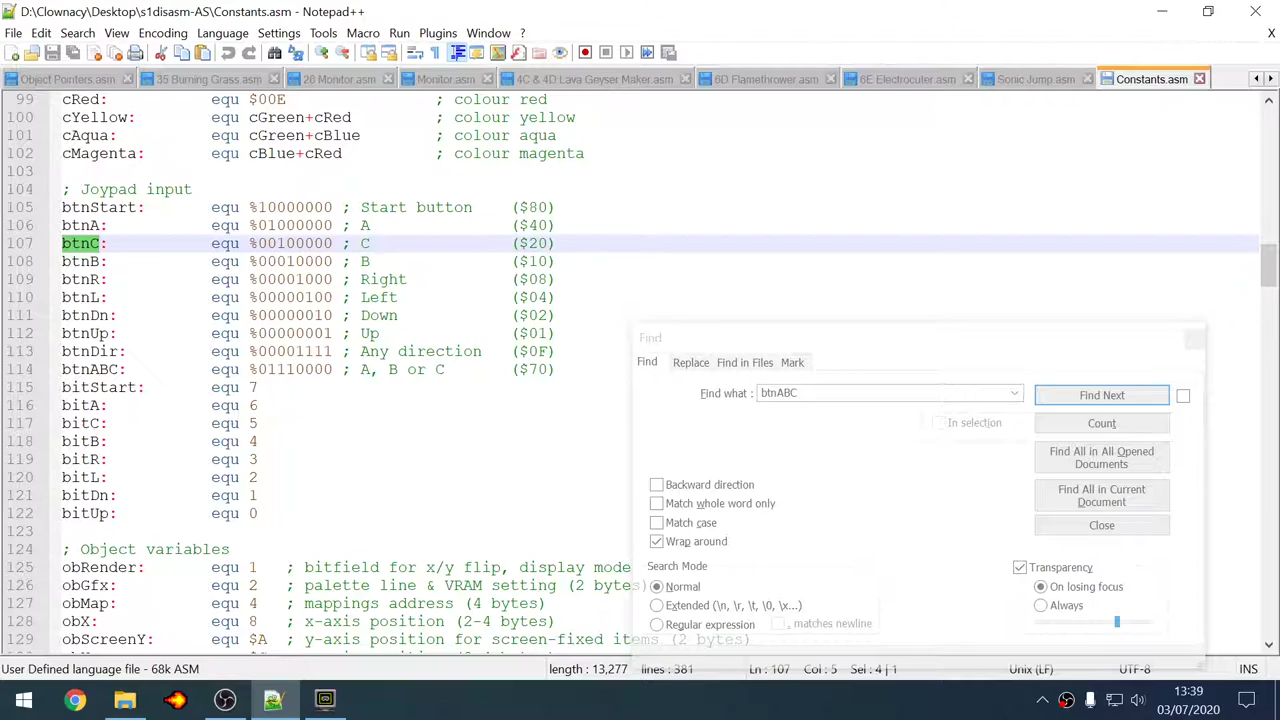 D:\Clownacy\Desktop\s1disasm-AS\Constants.asm - Notepad++
File Edit Search View Encoding Language Settings Tools Macro Run Plugins Window ?
X
Object Pointers.asm 35 Burning Grass.asm 26 Monitor.asm Monitor.asm 4C & 4D Lava Geyser Maker.asm 6D Flamethrower.asm 6E Electrocuter.asm Sonic Jump.asm Constants.asm
99 cRed: equ $00E ; colour red
100 cYellow: equ cGreen+cRed ; colour yellow
101 cAqua: equ cGreen+cBlue ; colour aqua
102 cMagenta: equ cBlue+cRed ; colour magenta
103
104 ; Joypad input
105 btnStart: equ %10000000 ; Start button ($80)
106 btnA: equ %01000000 ; A ($40)
107 btnC: equ %00100000 ; C ($20)
108 btnB: equ %00010000 ; B ($10)
109 btnR: equ %00001000 ; Right ($08)
110 btnL: equ %00000100 ; Left ($04)
111 btnDn: equ %00000010 ; Down ($02)
112 btnUp: equ %00000001 ; Up ($01)
113 btnDir: equ %00001111 ; Any direction ($0F)
114 btnABC: equ %01110000 ; A, B or C ($70)
115 bitStart: equ 7
116 bitA: equ 6
117 bitC: equ 5
118 bitB: equ 4
119 bitR: equ 3
120 bitL: equ 2
121 bitDn: equ 1
122 bitUp: equ 0
123
124 ; Object variables
125 obRender: equ 1 ; bitfield for x/y flip, display mode
126 obGfx: equ 2 ; palette line & VRAM setting (2 bytes)
127 obMap: equ 4 ; mappings address (4 bytes)
128 obX: equ 8 ; x-axis position (2-4 bytes)
129 obScreenY: equ $A ; y-axis position for screen-fixed items (2 bytes)
Find
Find Replace Find in Files Mark
Find what : btnABC
Find Next
In selection
Count
Find All in All Opened Documents
Find All in Current Document
Close
Backward direction
Match whole word only
Match case
Wrap around
Search Mode
Normal
Extended (\n, \r, \t, \0, \x...)
Regular expression
. matches newline
Transparency
On losing focus
Always
User Defined language file - 68k ASM length : 13,277 lines : 381 Ln : 107 Col : 5 Sel : 4 | 1 Unix (LF) UTF-8 INS
13:39
03/07/2020